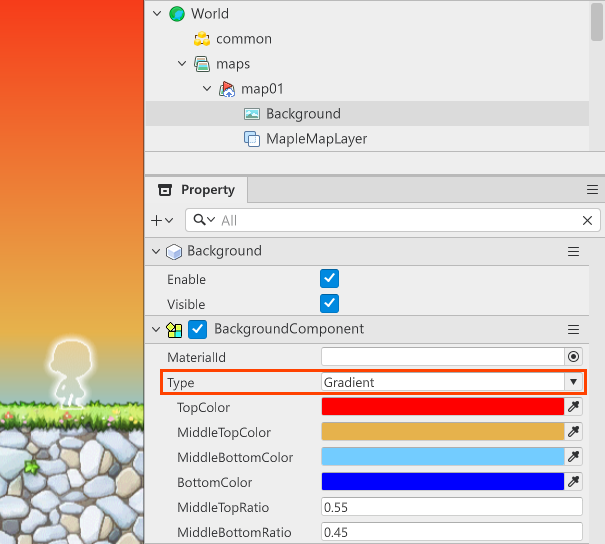 World
common
maps
map01
Background
MapleMapLayer
Property
All
Background
Enable
Visible
BackgroundComponent
MaterialId
Type Gradient
TopColor
MiddleTopColor
MiddleBottomColor
BottomColor
MiddleTopRatio 0.55
MiddleBottomRatio 0.45